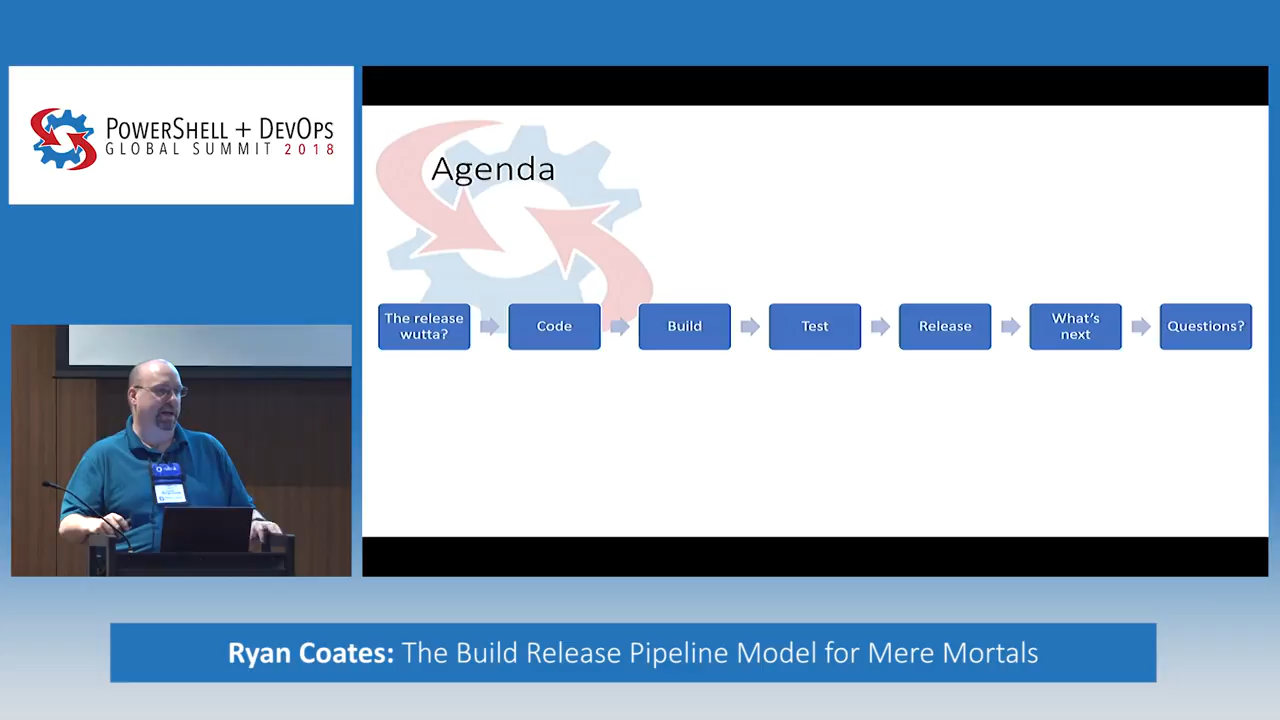 POWERSHELL + DEVOPS
GLOBAL SUMMIT 2018
Agenda
The release
wutta?
Code
Build
Test
Release
What's
next
Questions?
Ryan Coates: The Build Release Pipeline Model for Mere Mortals